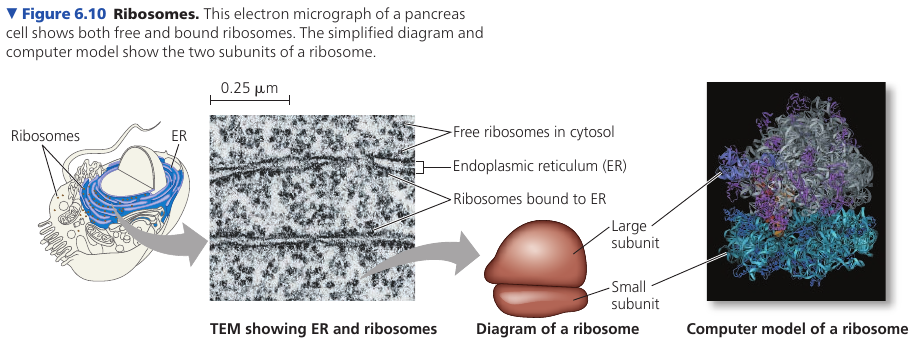 ▼ Figure 6.10 Ribosomes. This electron micrograph of a pancreas
cell shows both free and bound ribosomes. The simplified diagram and
computer model show the two subunits of a ribosome.
0.25 μm
Ribosomes
ER
Free ribosomes in cytosol
Endoplasmic reticulum (ER)
Ribosomes bound to ER
Large
subunit
Small
subunit
TEM showing ER and ribosomes
Diagram of a ribosome
Computer model of a ribosome